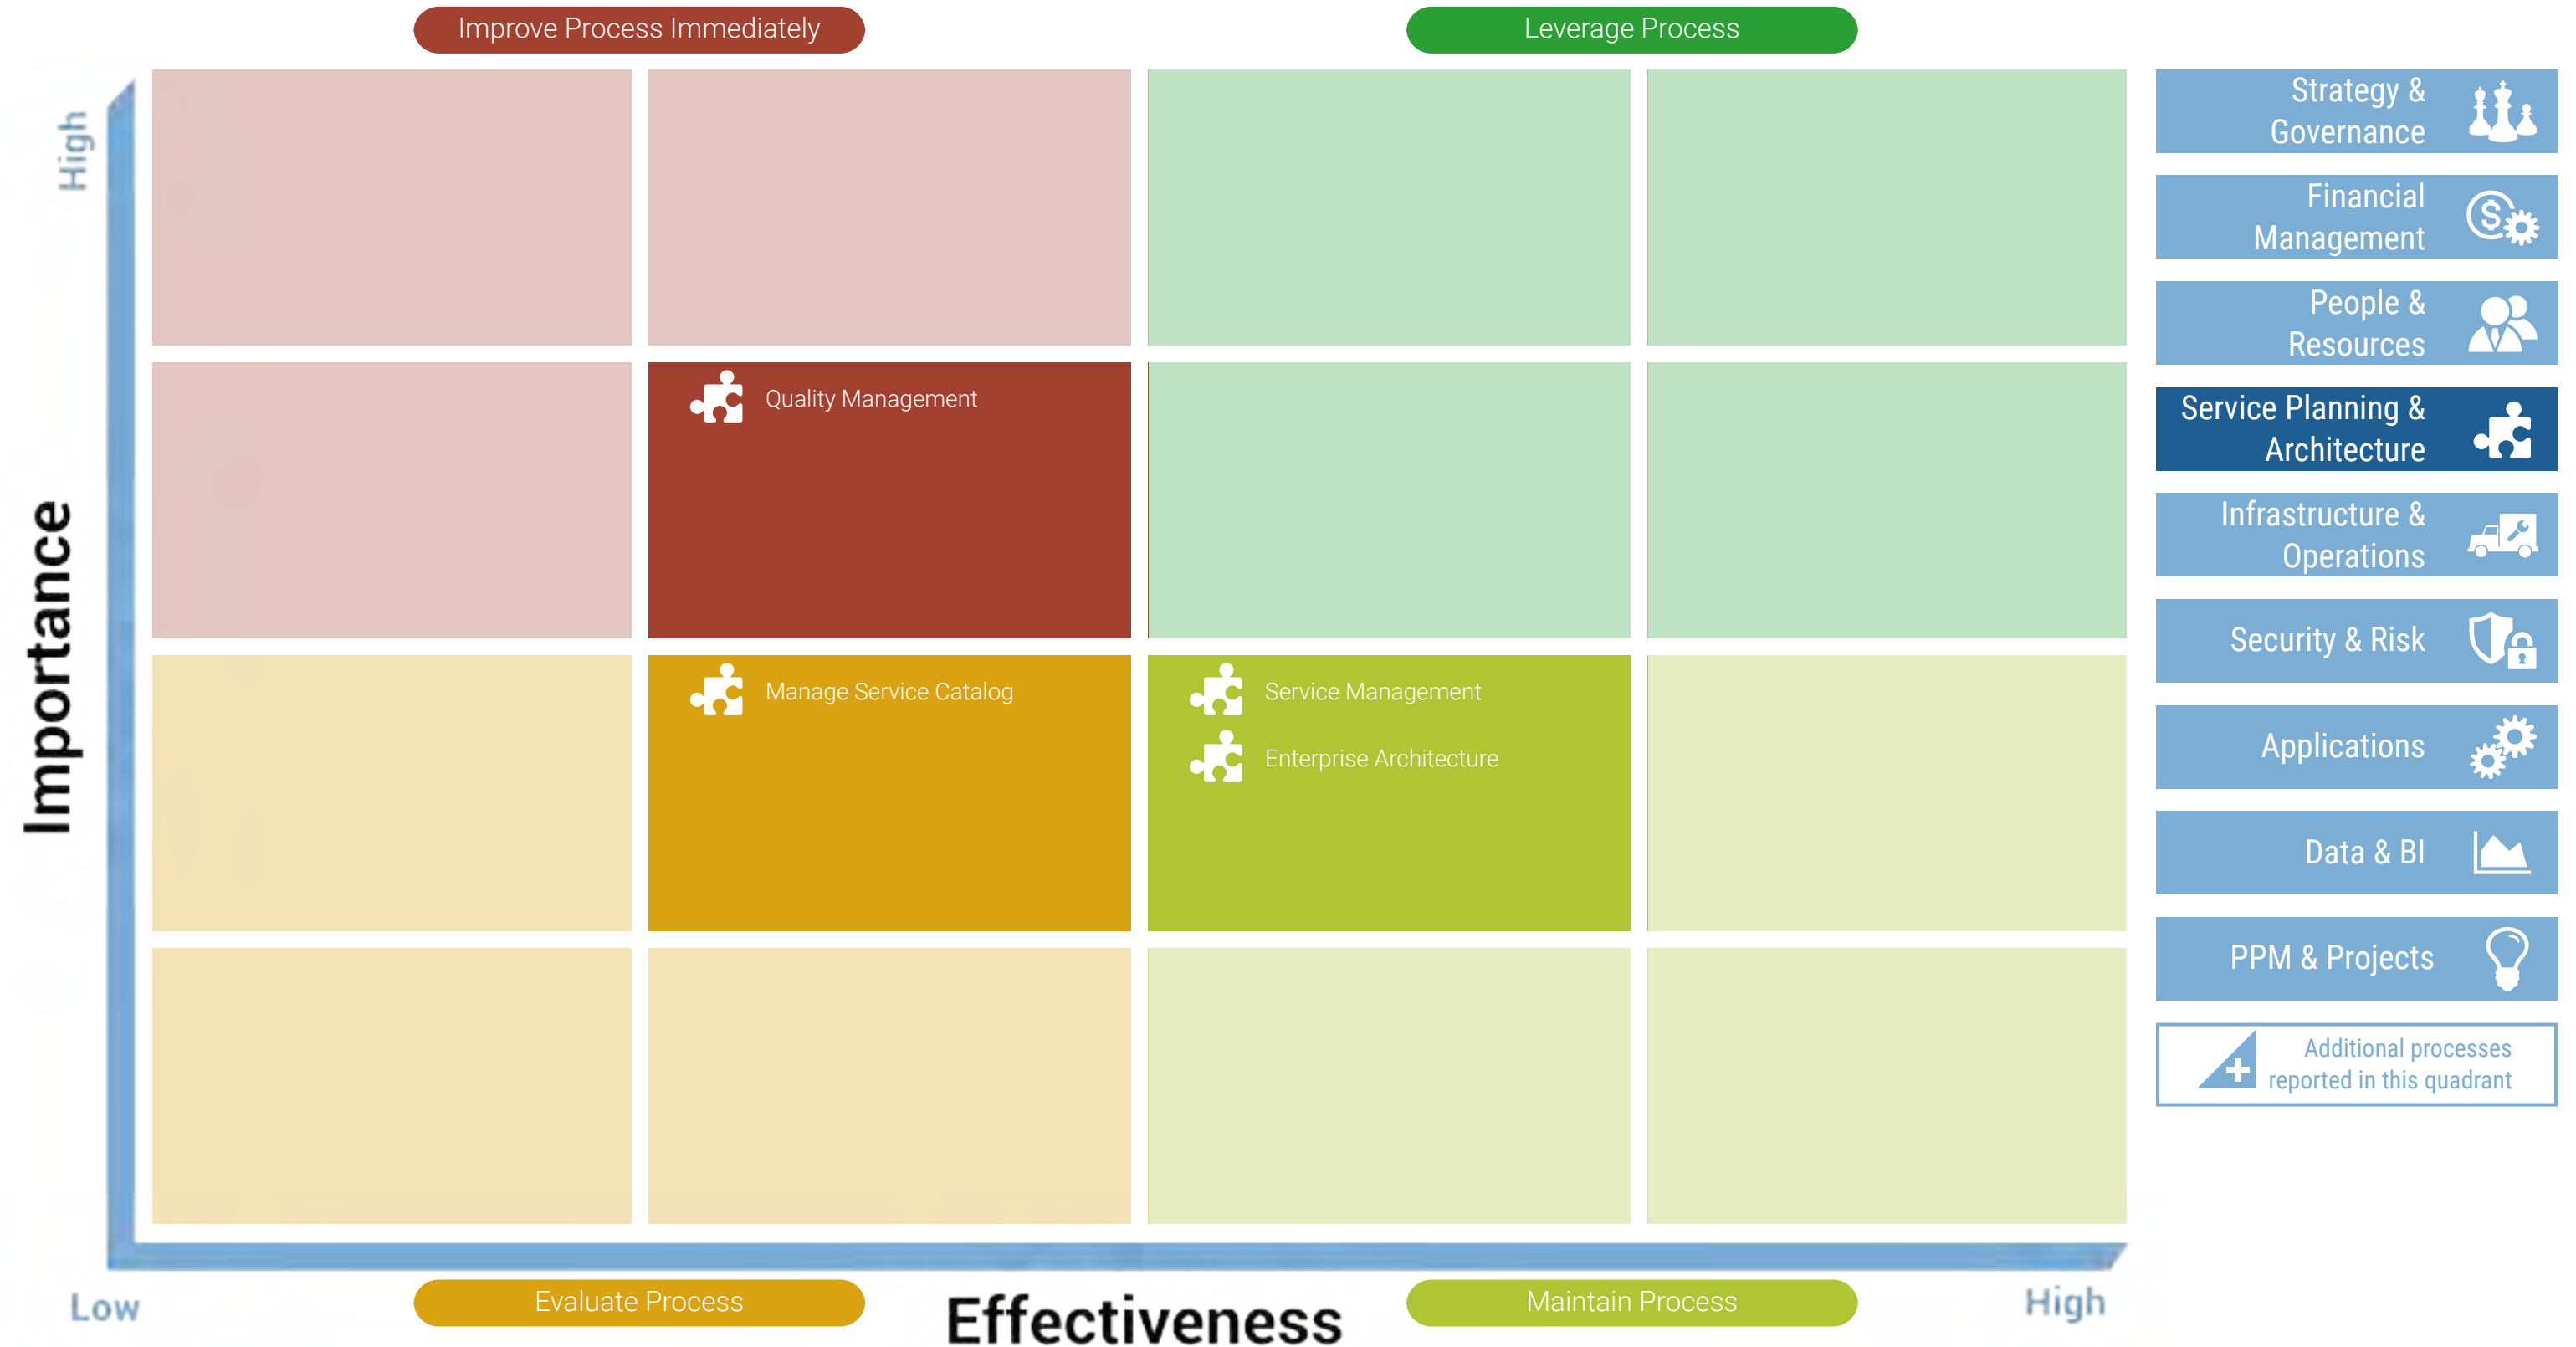 Improve Process Immediately
Leverage Process
High
Importance
Quality Management
Manage Service Catalog
Service Management
Enterprise Architecture
Low
Evaluate Process
Effectiveness
Maintain Process
High
Strategy &
Governance
Financial
Management
People &
Resources
Service Planning &
Architecture
Infrastructure &
Operations
Security & Risk
Applications
Data & BI
PPM & Projects
Additional processes
reported in this quadrant